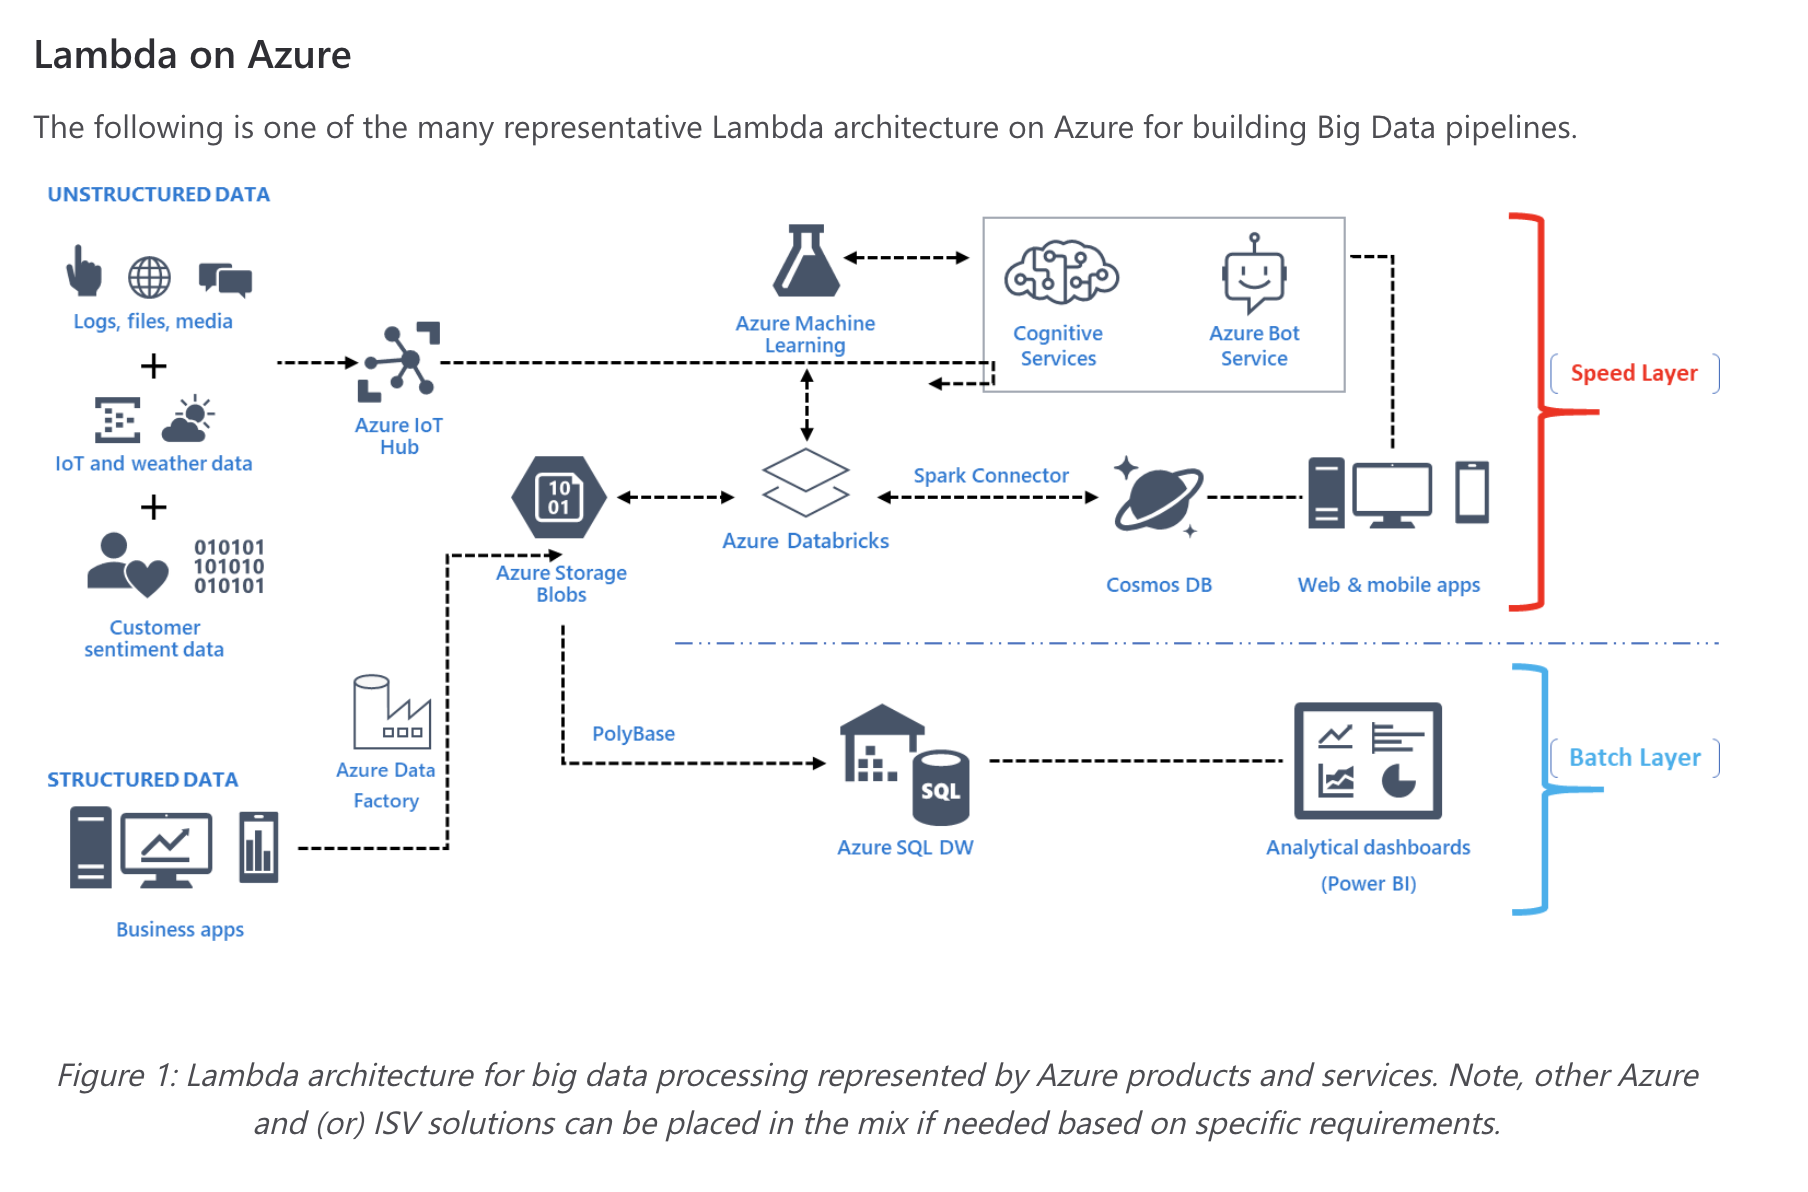 Lambda on Azure
The following is one of the many representative Lambda architecture on Azure for building Big Data pipelines.
UNSTRUCTURED DATA
Logs, files, media
IoT and weather data
010101
101010
010101
Customer
sentiment data
Azure IoT
Hub
Azure Machine
Learning
Cognitive
Services
Azure Bot
Service
Speed Layer
10
01
Azure Storage
Blobs
Azure Databricks
Spark Connector
Cosmos DB
Web & mobile apps
STRUCTURED DATA
Business apps
Azure Data
Factory
PolyBase
SQL
Azure SQL DW
Analytical dashboards
(Power BI)
Batch Layer
Figure 1: Lambda architecture for big data processing represented by Azure products and services. Note, other Azure
and (or) ISV solutions can be placed in the mix if needed based on specific requirements.